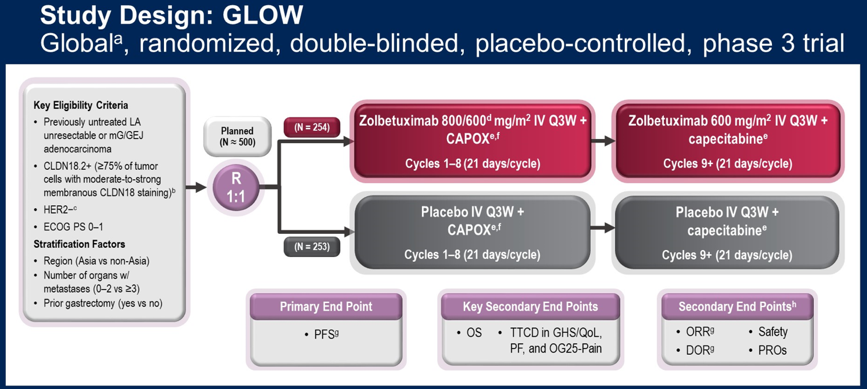 Study Design: GLOW
Globalᵃ, randomized, double-blinded, placebo-controlled, phase 3 trial
Key Eligibility Criteria
• Previously untreated LA
unresectable or mG/GEJ
adenocarcinoma
• CLDN18.2+ (≥75% of tumor
cells with moderate-to-strong
membranous CLDN18 staining)ᵇ
• HER2−ᶜ
• ECOG PS 0–1
Stratification Factors
• Region (Asia vs non-Asia)
• Number of organs w/
metastases (0–2 vs ≥3)
• Prior gastrectomy (yes vs no)
Planned
(N ≈ 500)
R
1:1
(N = 254)
Zolbetuximab 800/600ᵈ mg/m² IV Q3W +
CAPOXᵉ,ᶠ
Cycles 1–8 (21 days/cycle)
Zolbetuximab 600 mg/m² IV Q3W +
capecitabineᵉ
Cycles 9+ (21 days/cycle)
(N = 253)
Placebo IV Q3W +
CAPOXᵉ,ᶠ
Cycles 1–8 (21 days/cycle)
Placebo IV Q3W +
capecitabineᵉ
Cycles 9+ (21 days/cycle)
Primary End Point
• PFSᵍ
Key Secondary End Points
• OS
• TTCD in GHS/QoL,
PF, and OG25-Pain
Secondary End Pointsʰ
• ORRᵍ
• DORᵍ
• Safety
• PROs